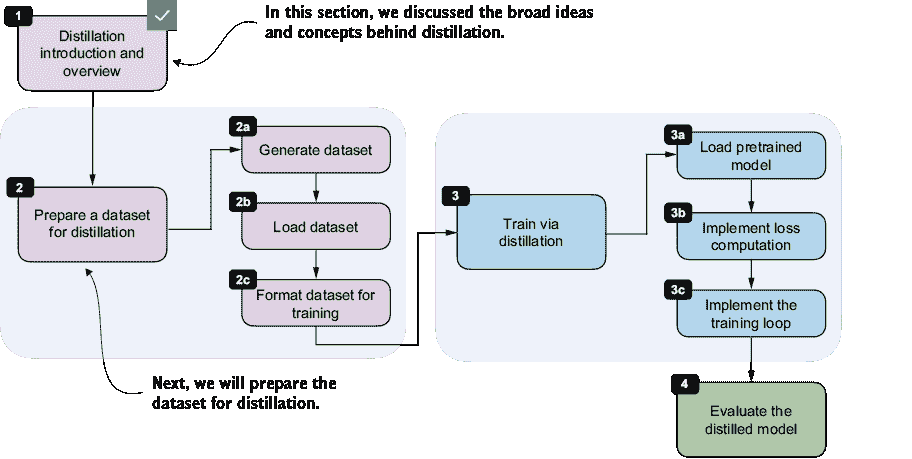 1
Distillation
introduction and
overview
In this section, we discussed the broad ideas
and concepts behind distillation.
2
Prepare a dataset
for distillation
2a
Generate dataset
2b
Load dataset
2c
Format dataset for
training
Next, we will prepare the
dataset for distillation.
3
Train via
distillation
3a
Load pretrained
model
3b
Implement loss
computation
3c
Implement the
training loop
4
Evaluate the
distilled model